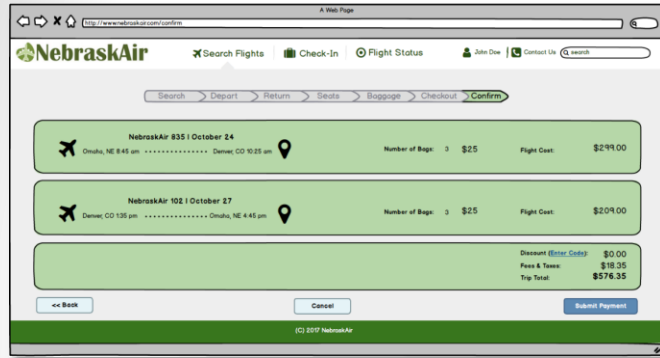 A Web Page
http://www.nebraskair.com/confirm
NebraskAir
Search Flights
Check-In
Flight Status
John Doe
Contact Us
search
Search
Depart
Return
Seats
Baggage
Checkout
Confirm
NebraskAir 835 | October 24
Omaha, NE 8:45 am
Denver, CO 10:25 am
Number of Bags:
3
$25
Flight Cost:
$299.00
NebraskAir 102 | October 27
Denver, CO 1:35 pm
Omaha, NE 4:45 pm
Number of Bags:
3
$25
Flight Cost:
$209.00
Discount (Enter Code): $0.00
Fees & Taxes: $18.35
Trip Total: $576.35
<< Back
Cancel
Submit Payment
(C) 2017 NebraskAir